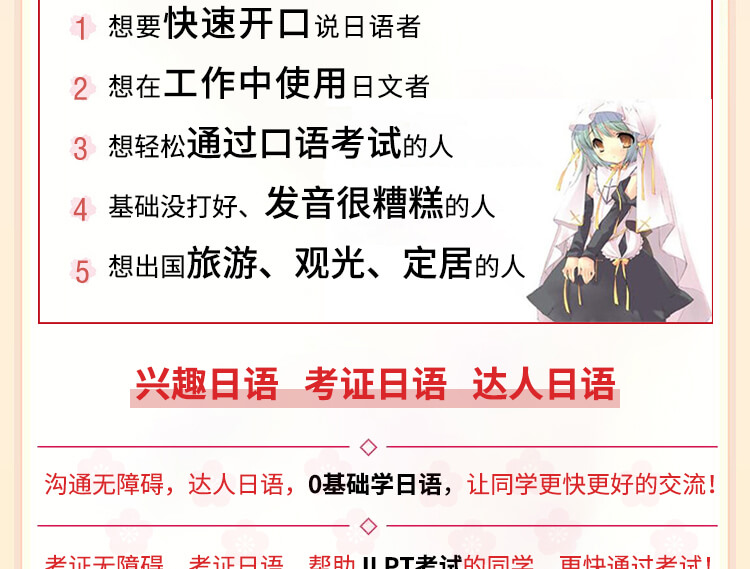 1 想要快速开口说日语者
2 想在工作中使用日文者
3 想轻松通过口语考试的人
4 基础没打好、发音很糟糕的人
5 想出国旅游、观光、定居的人
兴趣日语 考证日语 达人日语
沟通无障碍，达人日语，0基础学日语，让同学更快更好的交流！
考证无障碍，考证日语，帮助JLPT考试的同学，更快通过考试！